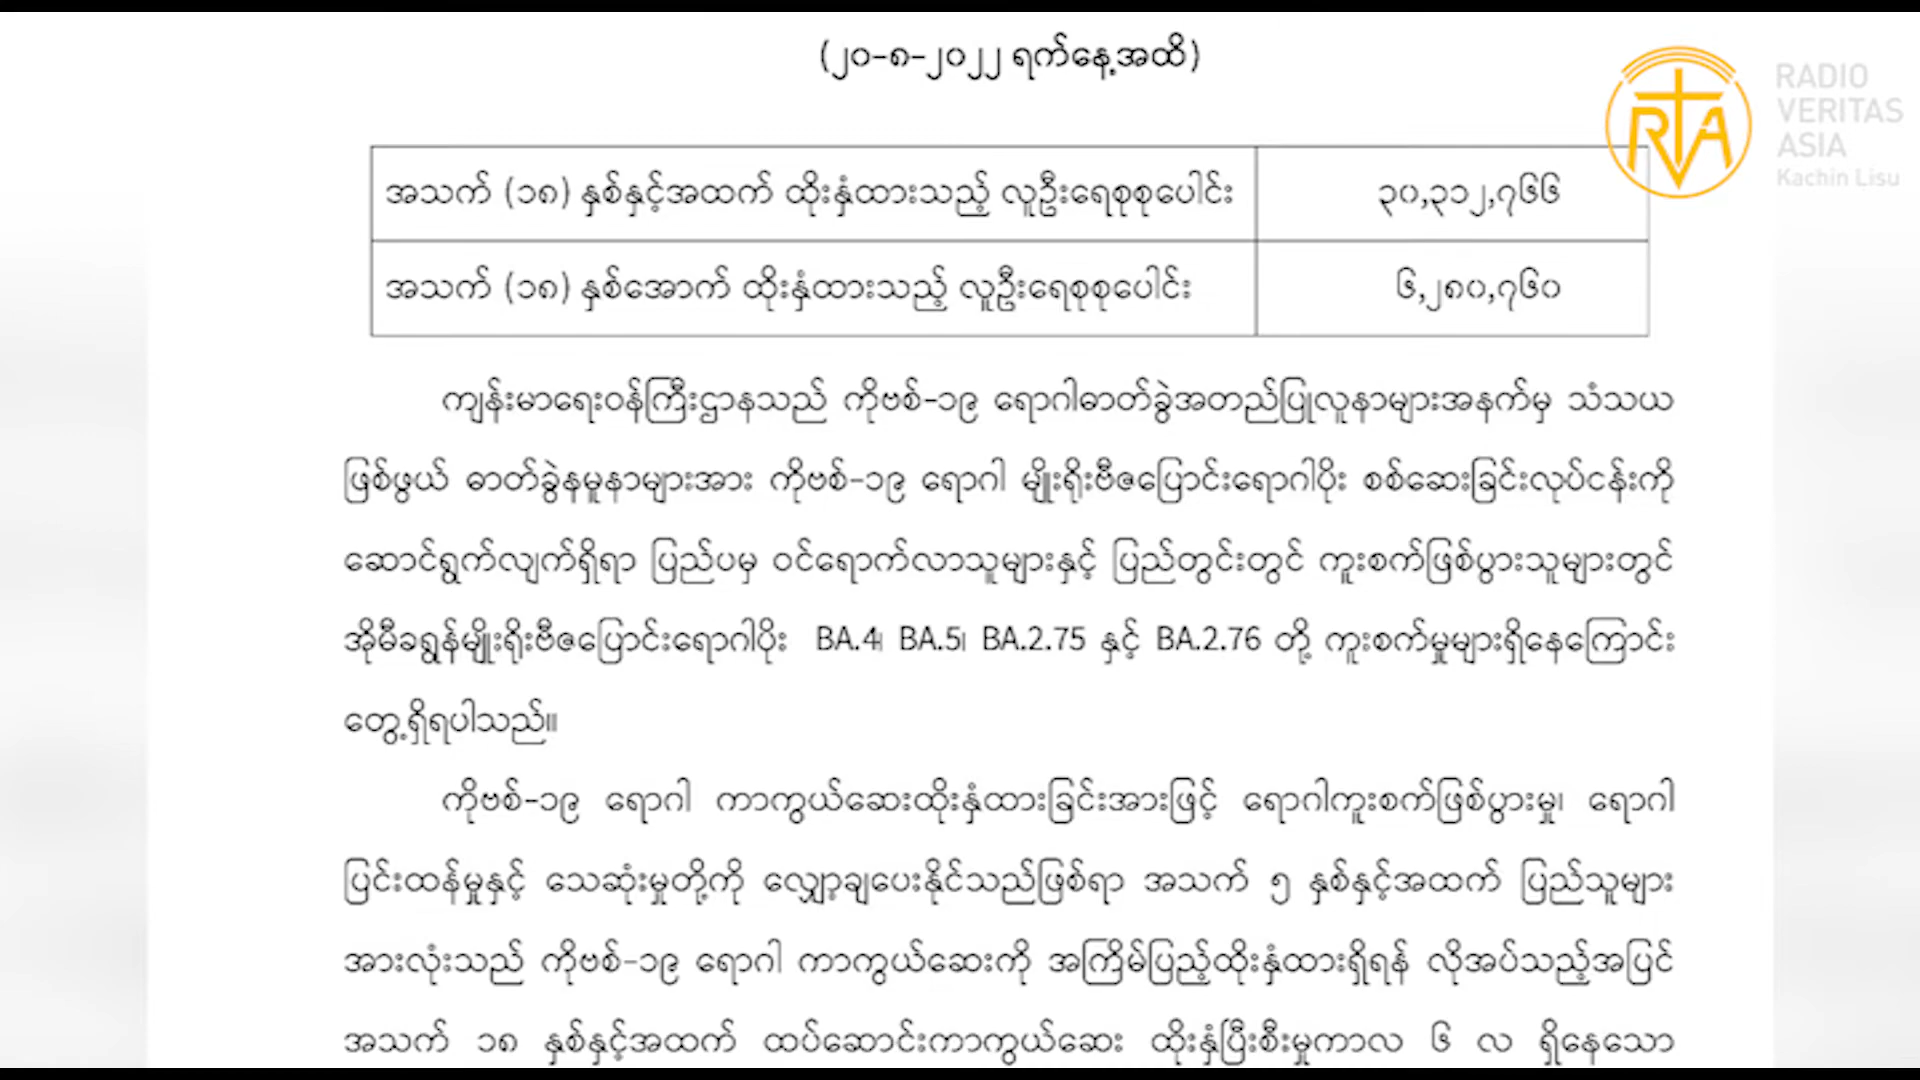 (၂၀-၈-၂၀၂၂ ရက်နေ့အထိ)
RADIO
VERITAS
ASIA
Kachin Lisu
RVA
အသက် (၁၈) နှစ်နှင့်အထက် ထိုးနှံထားသည့် လူဦးရေစုစုပေါင်း ၃၀,၃၁၂,၇၆၆
အသက် (၁၈) နှစ်အောက် ထိုးနှံထားသည့် လူဦးရေစုစုပေါင်း ၆,၂၈၀,၇၆၀
ကျန်းမာရေးဝန်ကြီးဌာနသည် ကိုဗစ်-၁၉ ရောဂါဓာတ်ခွဲအတည်ပြုလူနာများအနက်မှ သံသယ
ဖြစ်ဖွယ် ဓာတ်ခွဲနမူနာများအား ကိုဗစ်-၁၉ ရောဂါ မျိုးရိုးဗီဇပြောင်းရောဂါပိုး စစ်ဆေးခြင်းလုပ်ငန်းကို
ဆောင်ရွက်လျက်ရှိရာ ပြည်ပမှ ဝင်ရောက်လာသူများနှင့် ပြည်တွင်းတွင် ကူးစက်ဖြစ်ပွားသူများတွင်
အိုမီခရွန်မျိုးရိုးဗီဇပြောင်းရောဂါပိုး BA.4၊ BA.5၊ BA.2.75 နှင့် BA.2.76 တို့ ကူးစက်မှုများရှိနေကြောင်း
တွေ့ရှိရပါသည်။
ကိုဗစ်-၁၉ ရောဂါ ကာကွယ်ဆေးထိုးနှံထားခြင်းအားဖြင့် ရောဂါကူးစက်ဖြစ်ပွားမှု၊ ရောဂါ
ပြင်းထန်မှုနှင့် သေဆုံးမှုတို့ကို လျှော့ချပေးနိုင်သည်ဖြစ်ရာ အသက် ၅ နှစ်နှင့်အထက် ပြည်သူများ
အားလုံးသည် ကိုဗစ်-၁၉ ရောဂါ ကာကွယ်ဆေးကို အကြိမ်ပြည့်ထိုးနှံထားရှိရန် လိုအပ်သည့်အပြင်
အသက် ၁၈ နှစ်နှင့်အထက် ထပ်ဆောင်းကာကွယ်ဆေး ထိုးနှံပြီးစီးမှုကာလ ၆ လ ရှိနေသော